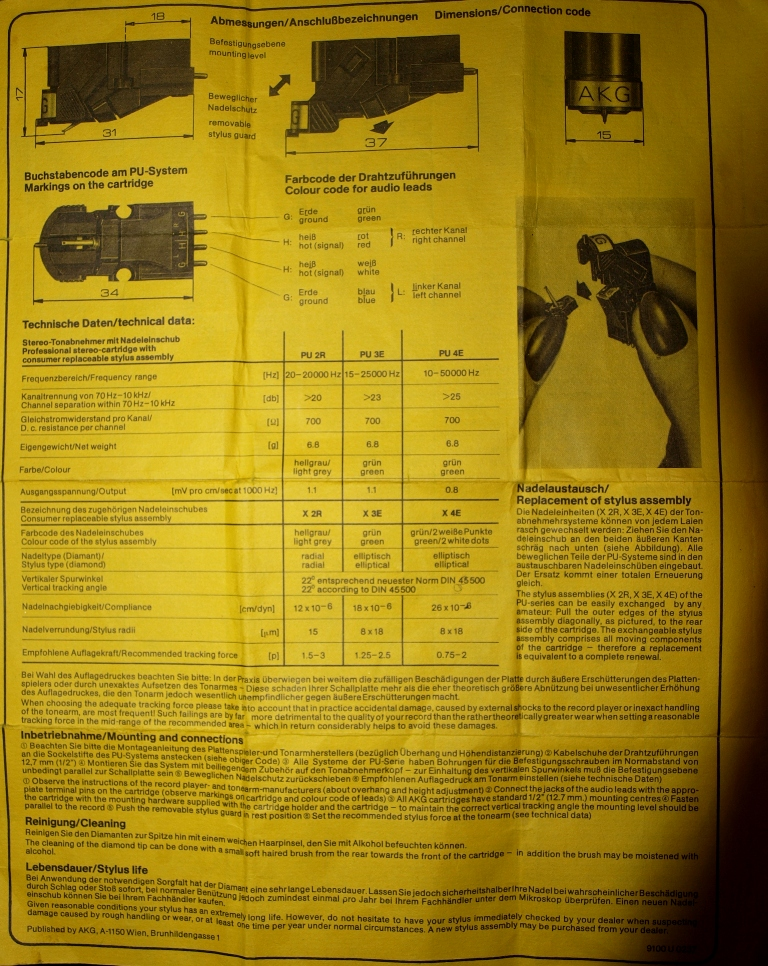 Abmessungen/Anschlußbezeichnungen Dimensions/Connection code
18
17
31
Befestigungsebene
mounting level
Beweglicher
Nadelschutz
removable
stylus guard
37
AKG
15
Buchstabencode am PU-System
Markings on the cartridge
34
Farbcode der Drahtzuführungen
Colour code for audio leads
G: Erde grün
ground green
H: heiß rot
hot (signal) red
R: rechter Kanal
right channel
H: heiß weiß
hot (signal) white
G: Erde blau
ground blue
L: linker Kanal
left channel
Technische Daten/technical data:
Stereo-Tonabnehmer mit Nadeleinschub
Professional stereo-cartridge with
consumer replaceable stylus assembly
PU 2R PU 3E PU 4E
Frequenzbereich/Frequency range [Hz] 20–20000 Hz 15–25000 Hz 10–50000 Hz
Kanaltrennung von 70 Hz–10 kHz/
Channel separation within 70 Hz–10 kHz [db] >20 >23 >25
Gleichstromwiderstand pro Kanal/
D. c. resistance per channel [Ω] 700 700 700
Eigengewicht/Net weight [g] 6.8 6.8 6.8
Farbe/Colour hellgrau/ grün grün
light grey green green
Ausgangsspannung/Output [mV pro cm/sec at 1000 Hz] 1.1 1.1 0.8
Bezeichnung des zugehörigen Nadeleinschubes
Consumer replaceable stylus assembly X 2R X 3E X 4E
Farbcode des Nadeleinschubes hellgrau/ grün grün/2 weiße Punkte
Colour code of the stylus assembly light grey green green/2 white dots
Nadeltype (Diamant)/ radial elliptisch elliptisch
Stylus type (diamond) radial elliptical elliptical
Vertikaler Spurwinkel 22° entsprechend neuester Norm DIN 45500
Vertical tracking angle 22° according to DIN 45500
Nadelnachgiebigkeit/Compliance [cm/dyn] 12 x 10−6 18 x 10−6 26 x 10−6
Nadelverrundung/Stylus radii [µm] 15 8 x 18 8 x 18
Empfohlene Auflagekraft/Recommended tracking force [p] 1.5–3 1.25–2.5 0.75–2
Nadelaustausch/
Replacement of stylus assembly
Die Nadeleinheiten (X 2R, X 3E, X 4E) der Ton-
abnehmersysteme können von jedem Laien
rasch gewechselt werden: Ziehen Sie den Na-
deleinschub an den beiden äußeren Kanten
schräg nach unten (siehe Abbildung). Alle
beweglichen Teile der PU-Systeme sind in den
austauschbaren Nadeleinschüben eingebaut.
Der Ersatz kommt einer totalen Erneuerung
gleich.
The stylus assemblies (X 2R, X 3E, X 4E) of the
PU-series can be easily exchanged by any
amateur: Pull the outer edges of the stylus
assembly diagonally, as pictured, to the rear
side of the cartridge. The exchangeable stylus
assembly comprises all moving components
of the cartridge – therefore a replacement
is equivalent to a complete renewal.
Bei Wahl des Auflagedruckes beachten Sie bitte: In der Praxis überwiegen bei weitem die zufälligen Beschädigungen der Platte durch äußere Erschütterungen des Platten-
spielers oder durch unexaktes Aufsetzen des Tonarmes – Diese schaden Ihrer Schallplatte mehr als die eher theoretisch größere Abnützung bei unwesentlicher Erhöhung
des Auflagedruckes, die den Tonarm jedoch wesentlich unempfindlicher gegen äußere Erschütterungen macht.
When choosing the adequate tracking force please take into account that in practice accidental damage, caused by external shocks to the record player or inexact handling
of the tonearm, are most frequent! Such failings are by far more detrimental to the quality of your record than the rather theoretically greater wear when setting a reasonable
tracking force in the mid-range of the recommended area – which in return considerably helps to avoid these damages.
Inbetriebnahme/Mounting and connections
① Beachten Sie bitte die Montageanleitung des Plattenspieler-und Tonarmherstellers (bezüglich Überhang und Höhendistanzierung) ② Kabelschuhe der Drahtzuführungen
an die Sockelstifte des PU-Systems anstecken (siehe obiger Code) ③ Alle Systeme der PU-Serie haben Bohrungen für die Befestigungsschrauben im Normabstand von
12,7 mm (1/2") ④ Montieren Sie das System mit beiliegendem Zubehör auf den Tonabnehmerkopf – zur Einhaltung des vertikalen Spurwinkels muß die Befestigungsebene
unbedingt parallel zur Schallplatte sein ⑤ Beweglichen Nadelschutz zurückschieben ⑥ Empfohlenen Auflagedruck am Tonarm einstellen (siehe technische Daten)
① Observe the instructions of the record player- and tonearm-manufacturers (about overhang and height adjustment) ② Connect the jacks of the audio leads with the appro-
plate terminal pins on the cartridge (observe markings on cartridge and colour code of leads) ③ All AKG cartridges have standard 1/2" (12.7 mm) mounting centres ④ Fasten
the cartridge with the mounting hardware supplied with the cartridge holder and the cartridge – to maintain the correct vertical tracking angle the mounting level should be
parallel to the record ⑤ Push the removable stylus guard in rest position ⑥ Set the recommended stylus force at the tonearm (see technical data)
Reinigung/Cleaning
Reinigen Sie den Diamanten zur Spitze hin mit einem weichen Haarpinsel, den Sie mit Alkohol befeuchten können.
The cleaning of the diamond tip can be done with a small soft haired brush from the rear towards the front of the cartridge – in addition the brush may be moistened with
alcohol.
Lebensdauer/Stylus life
Bei Anwendung der notwendigen Sorgfalt hat der Diamant eine sehr lange Lebensdauer. Lassen Sie jedoch sicherheitshalber Ihre Nadel bei wahrscheinlicher Beschädigung
durch Schlag oder Stoß sofort, bei normaler Benützung jedoch zumindest einmal pro Jahr bei Ihrem Fachhändler unter dem Mikroskop überprüfen. Einen neuen Nadel-
einschub können Sie bei Ihrem Fachhändler kaufen.
Given reasonable conditions your stylus has an extremely long life. However, do not hesitate to have your stylus immediately checked by your dealer when suspecting
damage caused by rough handling or wear, or at least one time per year under normal circumstances. A new stylus assembly may be purchased from your dealer.
Published by AKG, A-1150 Wien, Brunhildengasse 1